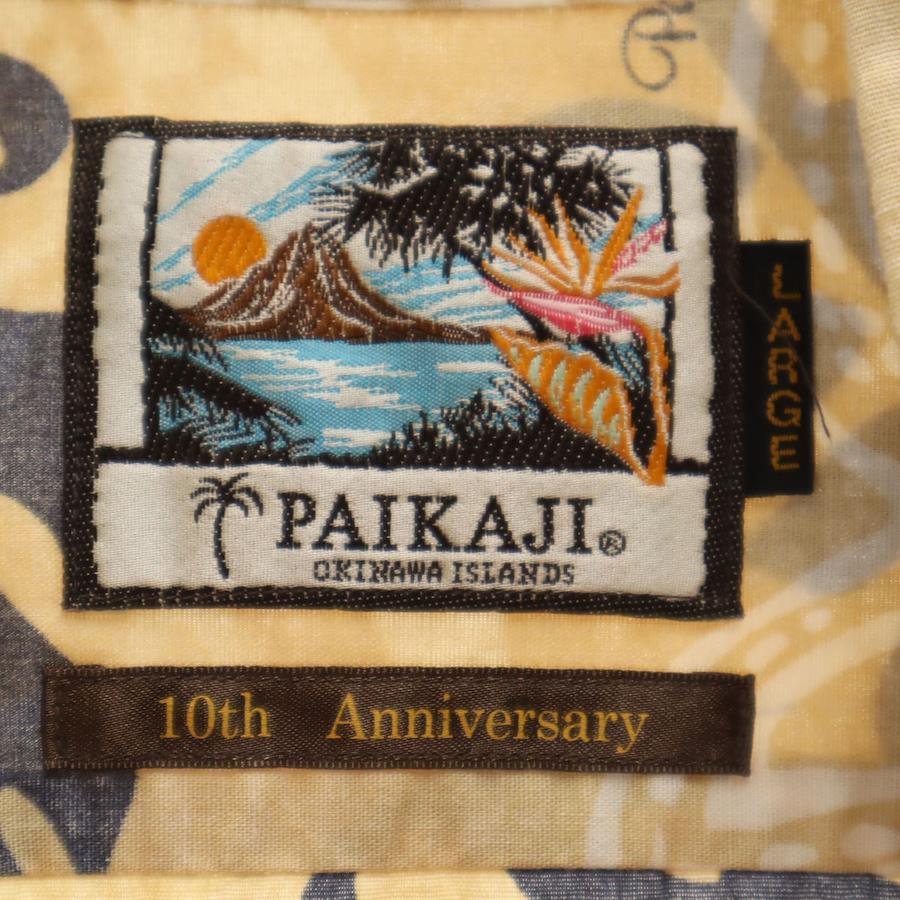 PAIKAJI®
OKINAWA ISLANDS
LARGE
10th Anniversary